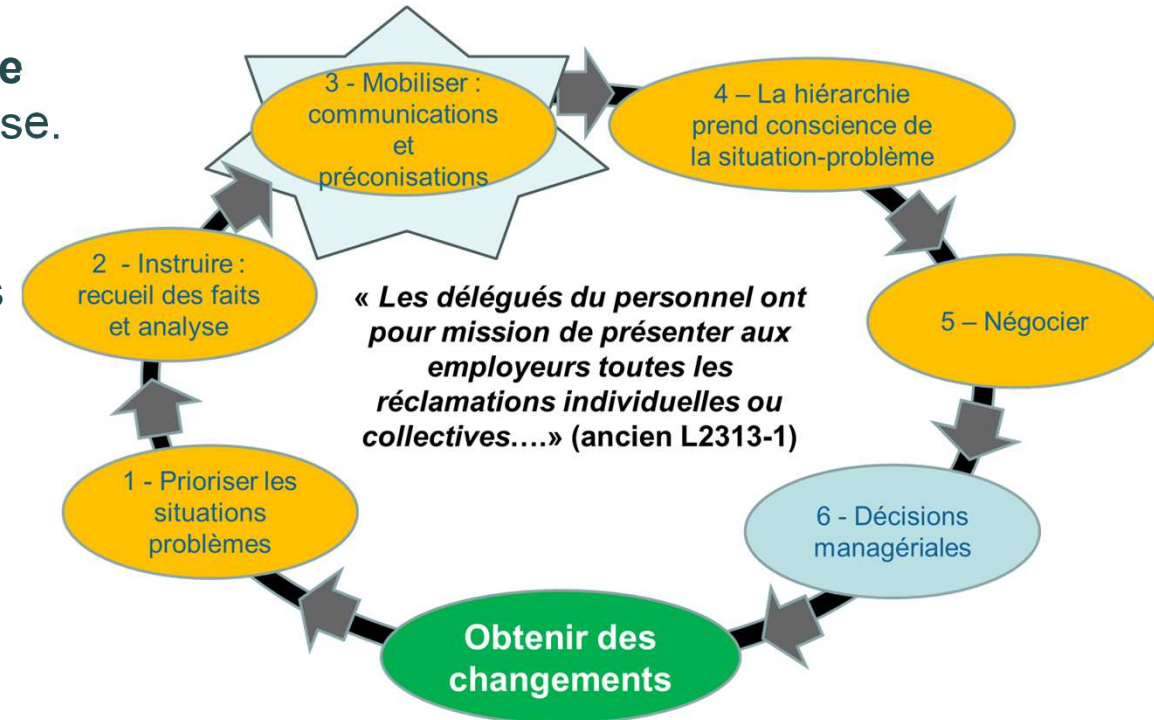 e
se.
s
3 - Mobiliser :
communications
et
préconisations
4 – La hiérarchie
prend conscience de
la situation-problème
2 - Instruire :
recueil des faits
et analyse
« Les délégués du personnel ont
pour mission de présenter aux
employeurs toutes les
réclamations individuelles ou
collectives….» (ancien L2313-1)
5 – Négocier
1 - Prioriser les
situations
problèmes
6 - Décisions
managériales
Obtenir des
changements